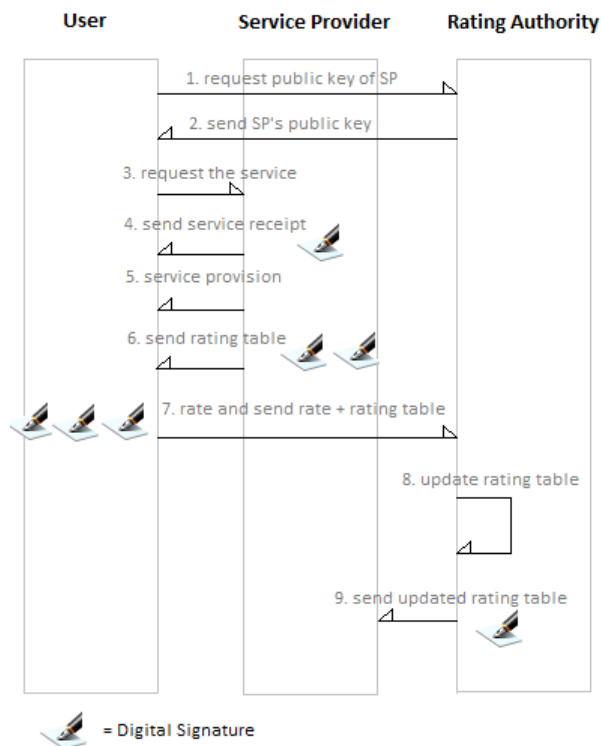 User
Service Provider
Rating Authority
1. request public key of SP
2. send SP's public key
3. request the service
4. send service receipt
5. service provision
6. send rating table
7. rate and send rate + rating table
8. update rating table
9. send updated rating table
= Digital Signature